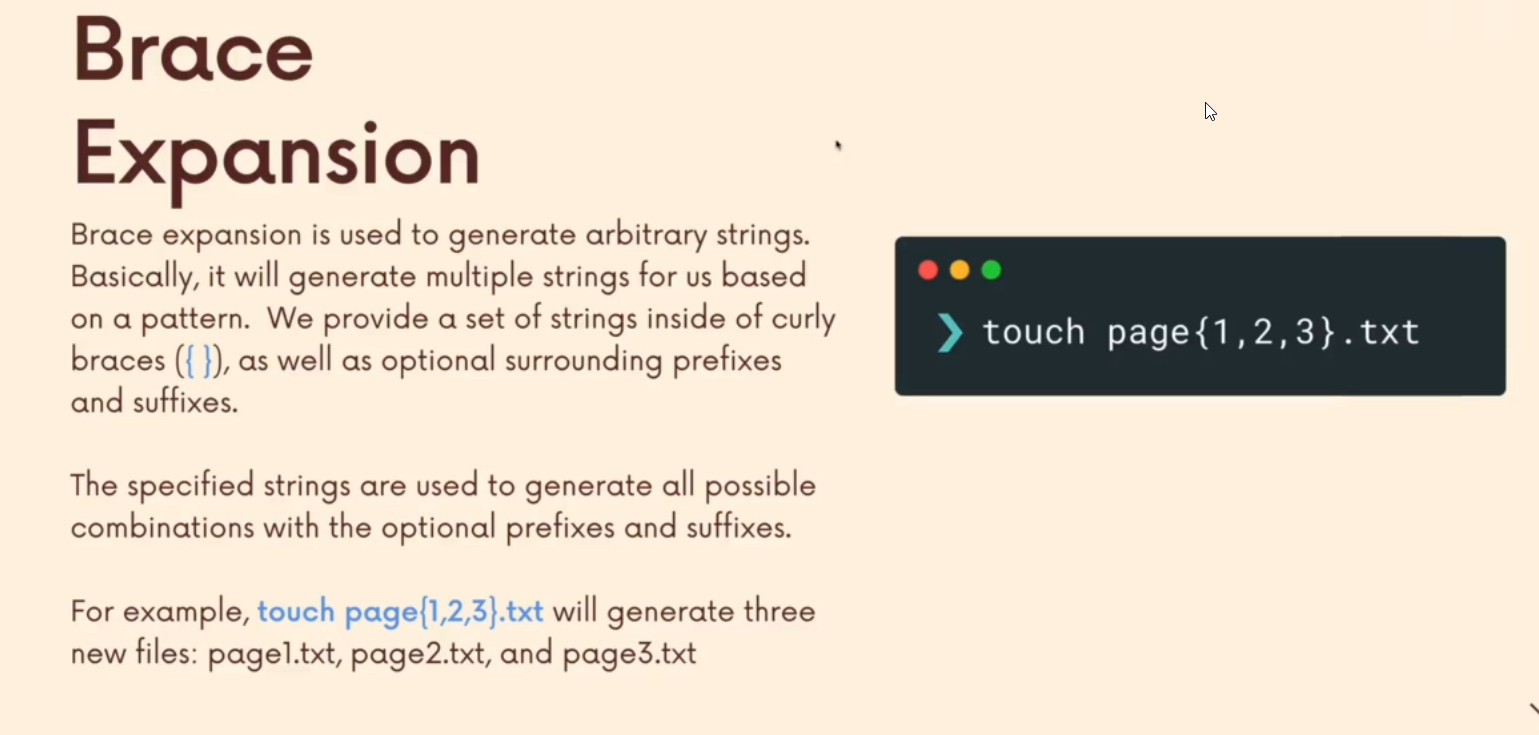 Brace
Expansion
Brace expansion is used to generate arbitrary strings.
Basically, it will generate multiple strings for us based
on a pattern.  We provide a set of strings inside of curly
braces ({ }), as well as optional surrounding prefixes
and suffixes.
The specified strings are used to generate all possible
combinations with the optional prefixes and suffixes.
For example, touch page{1,2,3}.txt will generate three
new files: page1.txt, page2.txt, and page3.txt
❯ touch page{1,2,3}.txt